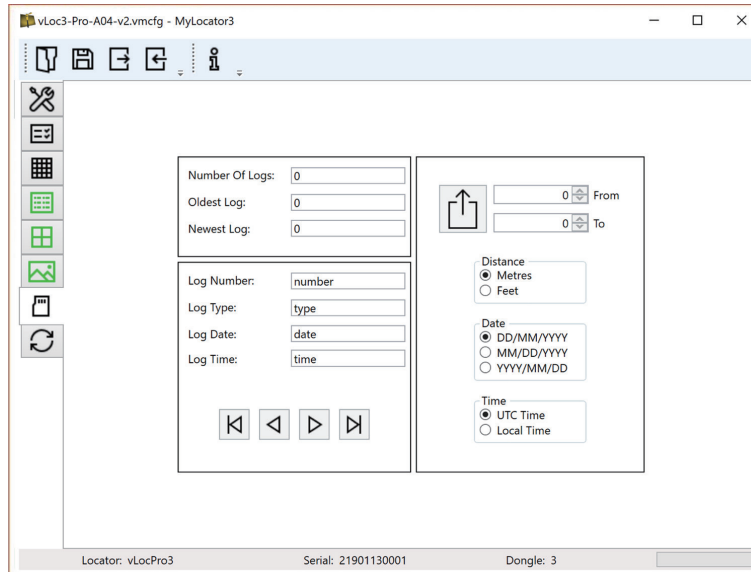 vLoc3-Pro-A04-v2.vmcfg - MyLocator3
Number Of Logs: 0
Oldest Log: 0
Newest Log: 0
Log Number: number
Log Type: type
Log Date: date
Log Time: time
0 From
0 To
Distance
Metres
Feet
Date
DD/MM/YYYY
MM/DD/YYYY
YYYY/MM/DD
Time
UTC Time
Local Time
Locator: vLocPro3 Serial: 21901130001 Dongle: 3